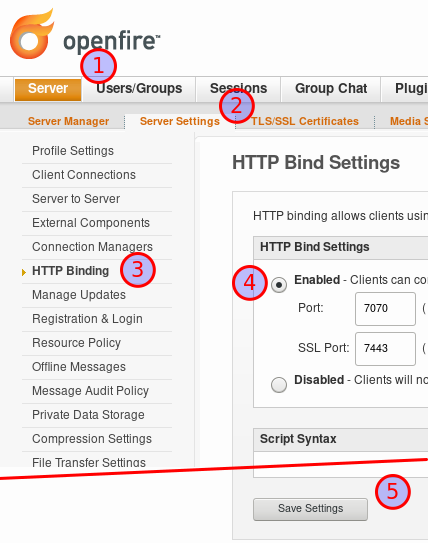 openfire™
1
Server Users/Groups Sessions Group Chat Plugi
2
Server Manager Server Settings TLS/SSL Certificates Media S
Profile Settings
Client Connections
Server to Server
External Components
Connection Managers
HTTP Binding 3
Manage Updates
Registration & Login
Resource Policy
Offline Messages
Message Audit Policy
Private Data Storage
Compression Settings
File Transfer Settings
HTTP Bind Settings
HTTP binding allows clients usin
HTTP Bind Settings
4 Enabled - Clients can co
Port: 7070 (
SSL Port: 7443 (
Disabled - Clients will no
Script Syntax
5
Save Settings